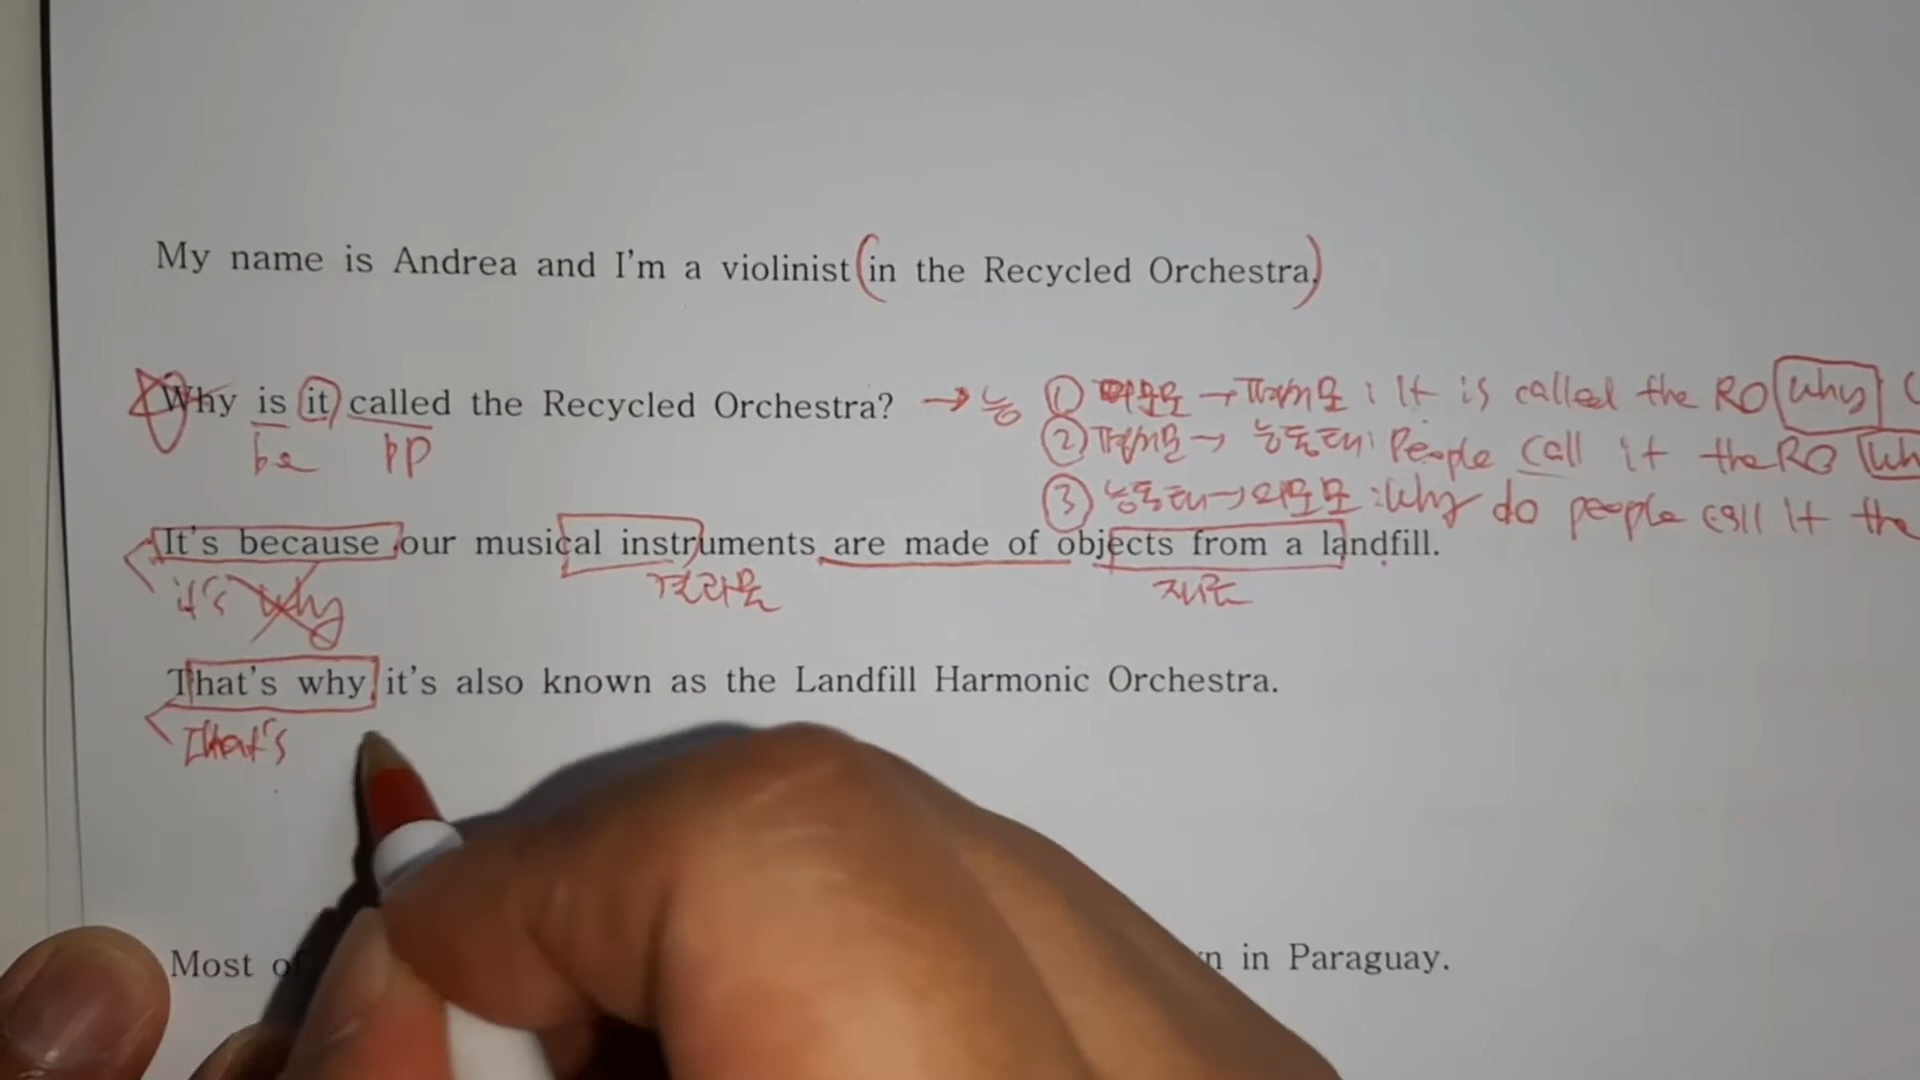 My name is Andrea and I'm a violinist (in the Recycled Orchestra.)
Why is it called the Recycled Orchestra? → 능 ① 의문문 → 평서문 : It is called the RO why
be pp ② 평서문 → 능동태 : People call it the RO
③ 능동태 → 의문문 : Why do people call it the
It's because our musical instruments are made of objects from a landfill.
it's why 결과물 재료
That's why it's also known as the Landfill Harmonic Orchestra.
That's
Most in Paraguay.